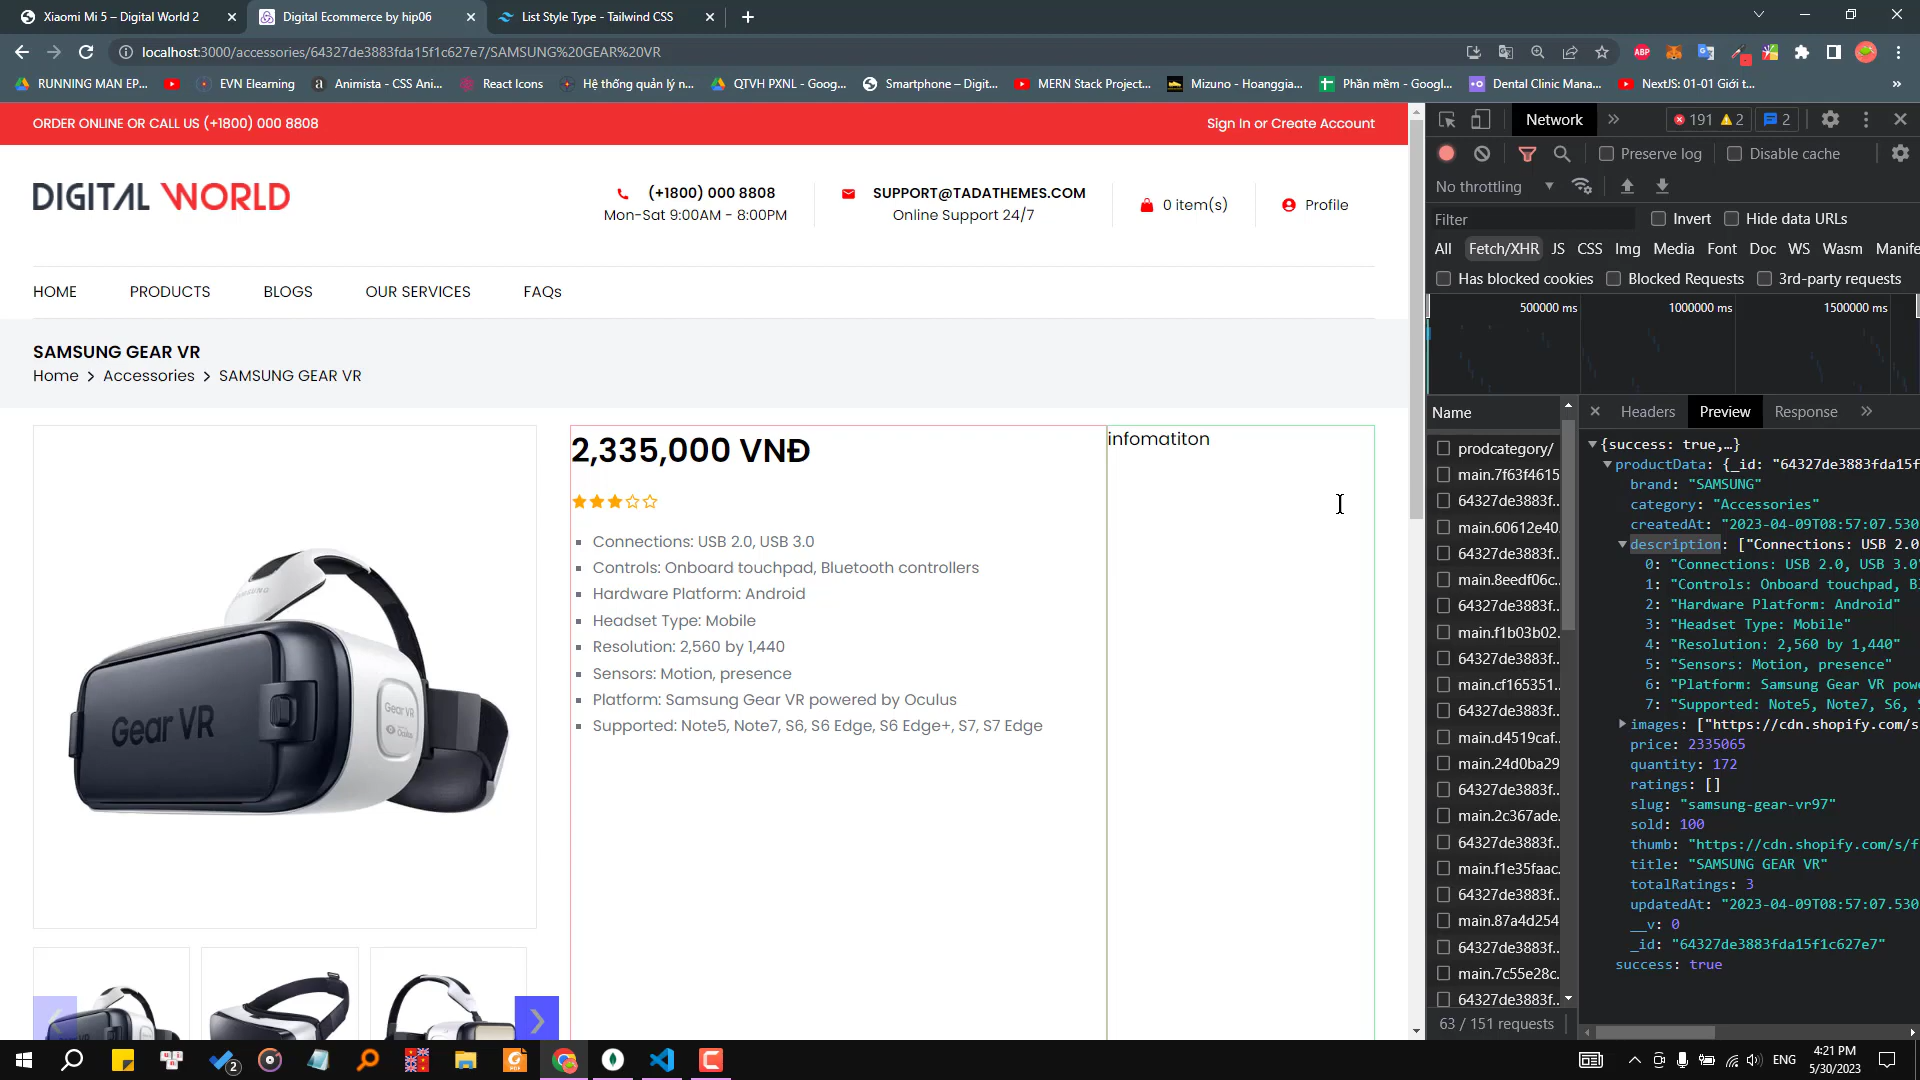 Xiaomi Mi 5 – Digital World 2
Digital Ecommerce by hip06
List Style Type - Tailwind CSS
localhost:3000/accessories/64327de3883fda15f1c627e7/SAMSUNG%20GEAR%20VR
RUNNING MAN EP...
EVN Elearning
Animista - CSS Ani...
React Icons
Hệ thống quản lý n...
QTVH PXNL - Goog...
Smartphone – Digit...
MERN Stack Project...
Mizuno - Hoanggia...
Phần mềm - Googl...
Dental Clinic Mana...
NextJS: 01-01 Giới t...
ORDER ONLINE OR CALL US (+1800) 000 8808
Sign In or Create Account
DIGITAL WORLD
(+1800) 000 8808
Mon-Sat 9:00AM - 8:00PM
SUPPORT@TADATHEMES.COM
Online Support 24/7
0 item(s)
Profile
HOME
PRODUCTS
BLOGS
OUR SERVICES
FAQs
SAMSUNG GEAR VR
Home > Accessories > SAMSUNG GEAR VR
2,335,000 VNĐ
Connections: USB 2.0, USB 3.0
Controls: Onboard touchpad, Bluetooth controllers
Hardware Platform: Android
Headset Type: Mobile
Resolution: 2,560 by 1,440
Sensors: Motion, presence
Platform: Samsung Gear VR powered by Oculus
Supported: Note5, Note7, S6, S6 Edge, S6 Edge+, S7, S7 Edge
infomatiton
SAMSUNG
Gear VR
Gear VR
Oculus
Network
191
2
2
Preserve log
Disable cache
No throttling
Filter
Invert
Hide data URLs
All
Fetch/XHR
JS
CSS
Img
Media
Font
Doc
WS
Wasm
Manife
Has blocked cookies
Blocked Requests
3rd-party requests
500000 ms
1000000 ms
1500000 ms
Name
prodcategory/
main.7f63f4615
64327de3883f...
main.60612e40.
64327de3883f...
main.8eedf06c...
64327de3883f...
main.f1b03b02.
64327de3883f...
main.cf165351.
64327de3883f...
main.d4519caf...
main.24d0ba29
64327de3883f...
main.2c367ade.
64327de3883f...
main.f1e35faac.
64327de3883f...
main.87a4d254
64327de3883f...
main.7c55e28c.
64327de3883f...
63 / 151 requests
Headers
Preview
Response
{success: true,…}
productData: {_id: "64327de3883fda15f
brand: "SAMSUNG"
category: "Accessories"
createdAt: "2023-04-09T08:57:07.530
description: ["Connections: USB 2.0
0: "Connections: USB 2.0, USB 3.0"
1: "Controls: Onboard touchpad, B
2: "Hardware Platform: Android"
3: "Headset Type: Mobile"
4: "Resolution: 2,560 by 1,440"
5: "Sensors: Motion, presence"
6: "Platform: Samsung Gear VR powe
7: "Supported: Note5, Note7, S6, S
images: ["https://cdn.shopify.com/s
price: 2335065
quantity: 172
ratings: []
slug: "samsung-gear-vr97"
sold: 100
thumb: "https://cdn.shopify.com/s/f
title: "SAMSUNG GEAR VR"
totalRatings: 3
updatedAt: "2023-04-09T08:57:07.530
__v: 0
_id: "64327de3883fda15f1c627e7"
success: true
2
ENG
4:21 PM
5/30/2023